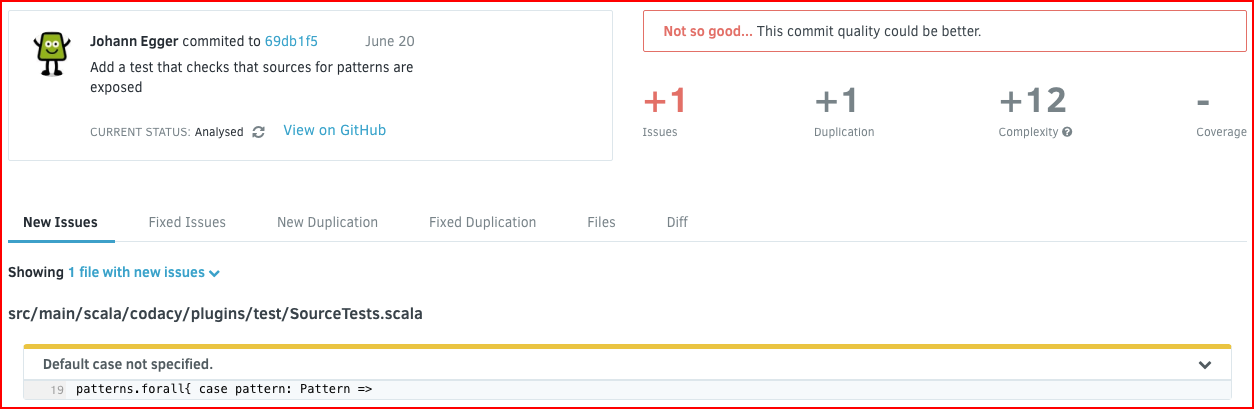 Johann Egger commited to 69db1f5 June 20
Add a test that checks that sources for patterns are
exposed
CURRENT STATUS: Analysed View on GitHub
Not so good... This commit quality could be better.
+1 +1 +12 -
Issues Duplication Complexity ? Coverage
New Issues Fixed Issues New Duplication Fixed Duplication Files Diff
Showing 1 file with new issues
src/main/scala/codacy/plugins/test/SourceTests.scala
Default case not specified.
19 patterns.forall{ case pattern: Pattern =>